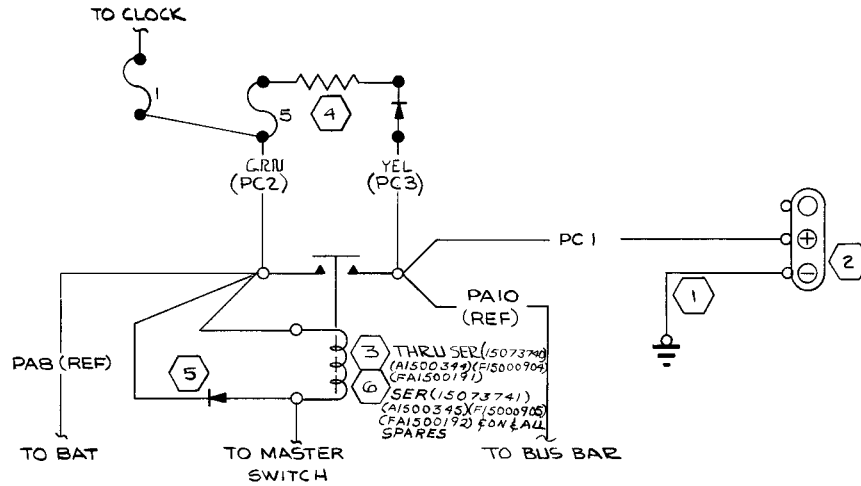 TO CLOCK
1
5
4
GRN
(PC2)
YEL
(PC3)
PC1
+
-
2
1
PA10
(REF)
PA8 (REF)
5
3
THRU SER (15073740)
(A1500344)(F15000904)
(FA1500191)
6
SER (15073741)
(A1500345)(F15000905)
(FA1500192) & ON & ALL
SPARES
TO BAT
TO MASTER
SWITCH
TO BUS BAR